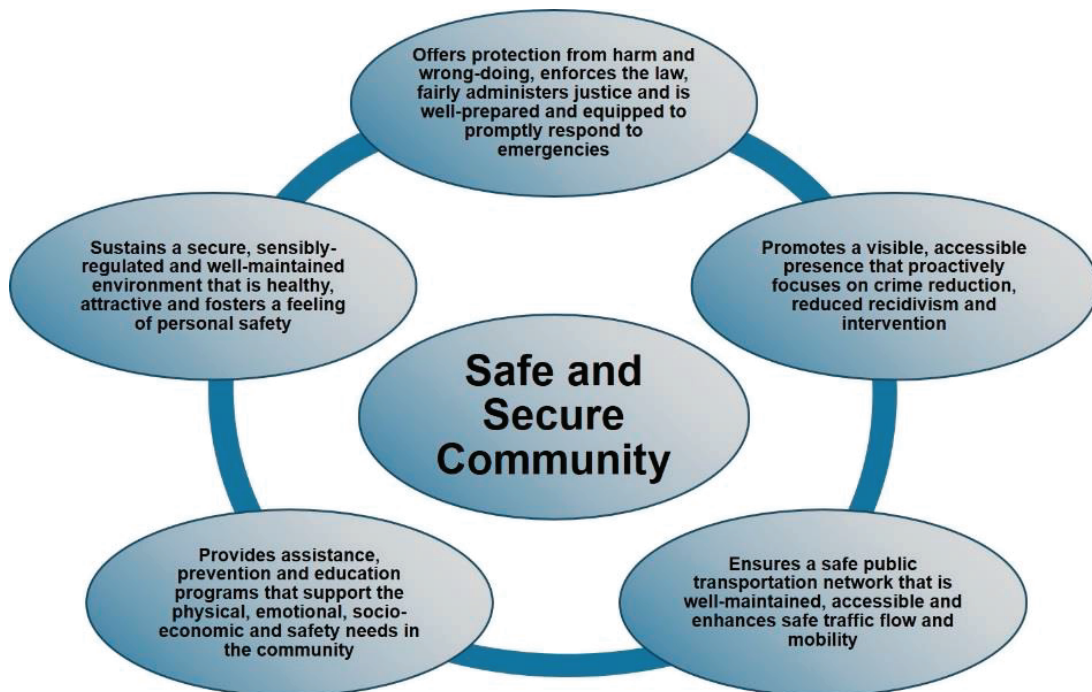 Offers protection from harm and
wrong-doing, enforces the law,
fairly administers justice and is
well-prepared and equipped to
promptly respond to
emergencies
Sustains a secure, sensibly-
regulated and well-maintained
environment that is healthy,
attractive and fosters a feeling
of personal safety
Promotes a visible, accessible
presence that proactively
focuses on crime reduction,
reduced recidivism and
intervention
Safe and
Secure
Community
Provides assistance,
prevention and education
programs that support the
physical, emotional, socio-
economic and safety needs in
the community
Ensures a safe public
transportation network that is
well-maintained, accessible and
enhances safe traffic flow and
mobility